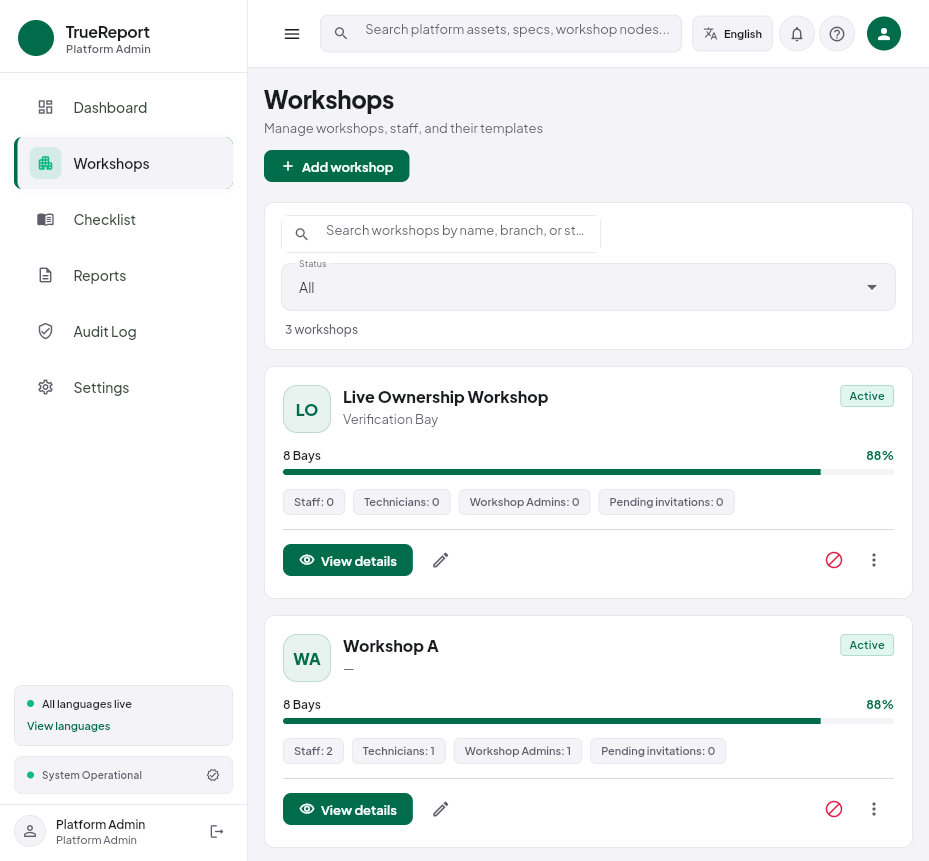 TrueReport
Platform Admin
Dashboard
Workshops
Checklist
Reports
Audit Log
Settings
All languages live
View languages
System Operational
Platform Admin
Platform Admin
Search platform assets, specs, workshop nodes...
English
Workshops
Manage workshops, staff, and their templates
+ Add workshop
Search workshops by name, branch, or st...
Status
All
3 workshops
LO
Live Ownership Workshop
Verification Bay
Active
8 Bays
88%
Staff: 0
Technicians: 0
Workshop Admins: 0
Pending invitations: 0
View details
WA
Workshop A
—
Active
8 Bays
88%
Staff: 2
Technicians: 1
Workshop Admins: 1
Pending invitations: 0
View details